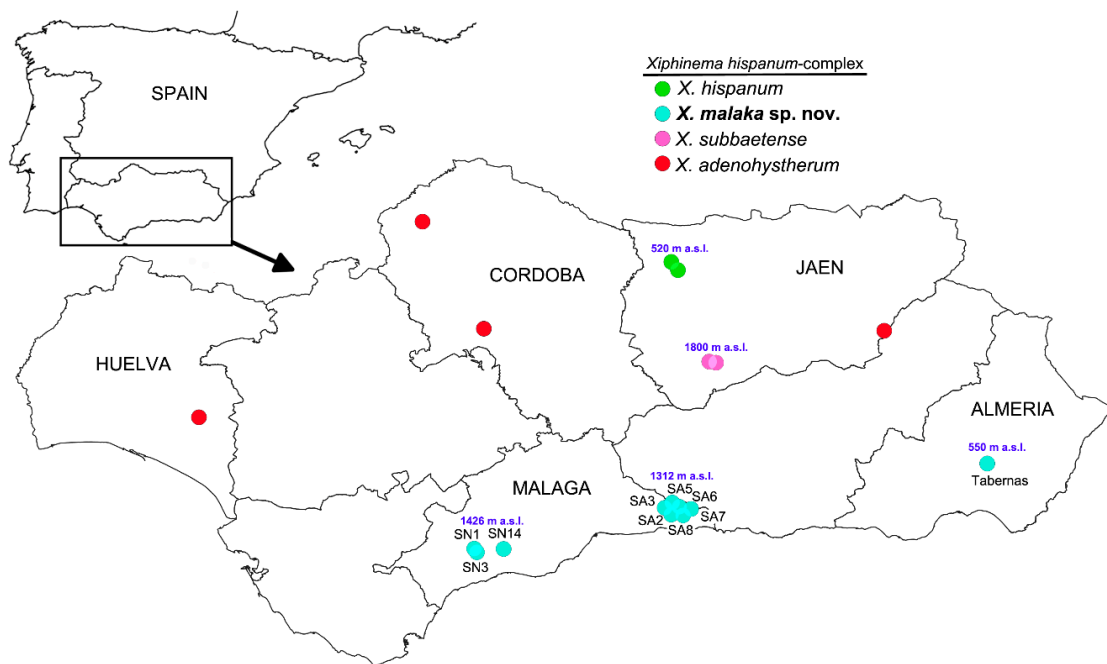 SPAIN
Xiphinema hispanum-complex
X. hispanum
X. malaka sp. nov.
X. subbaetense
X. adenohystherum
CORDOBA
520 m a.s.l.
JAEN
HUELVA
1800 m a.s.l.
ALMERIA
550 m a.s.l.
Tabernas
MALAGA
1312 m a.s.l.
SA5
SA3
SA6
SA2
SA7
SA8
1426 m a.s.l.
SN1
SN14
SN3